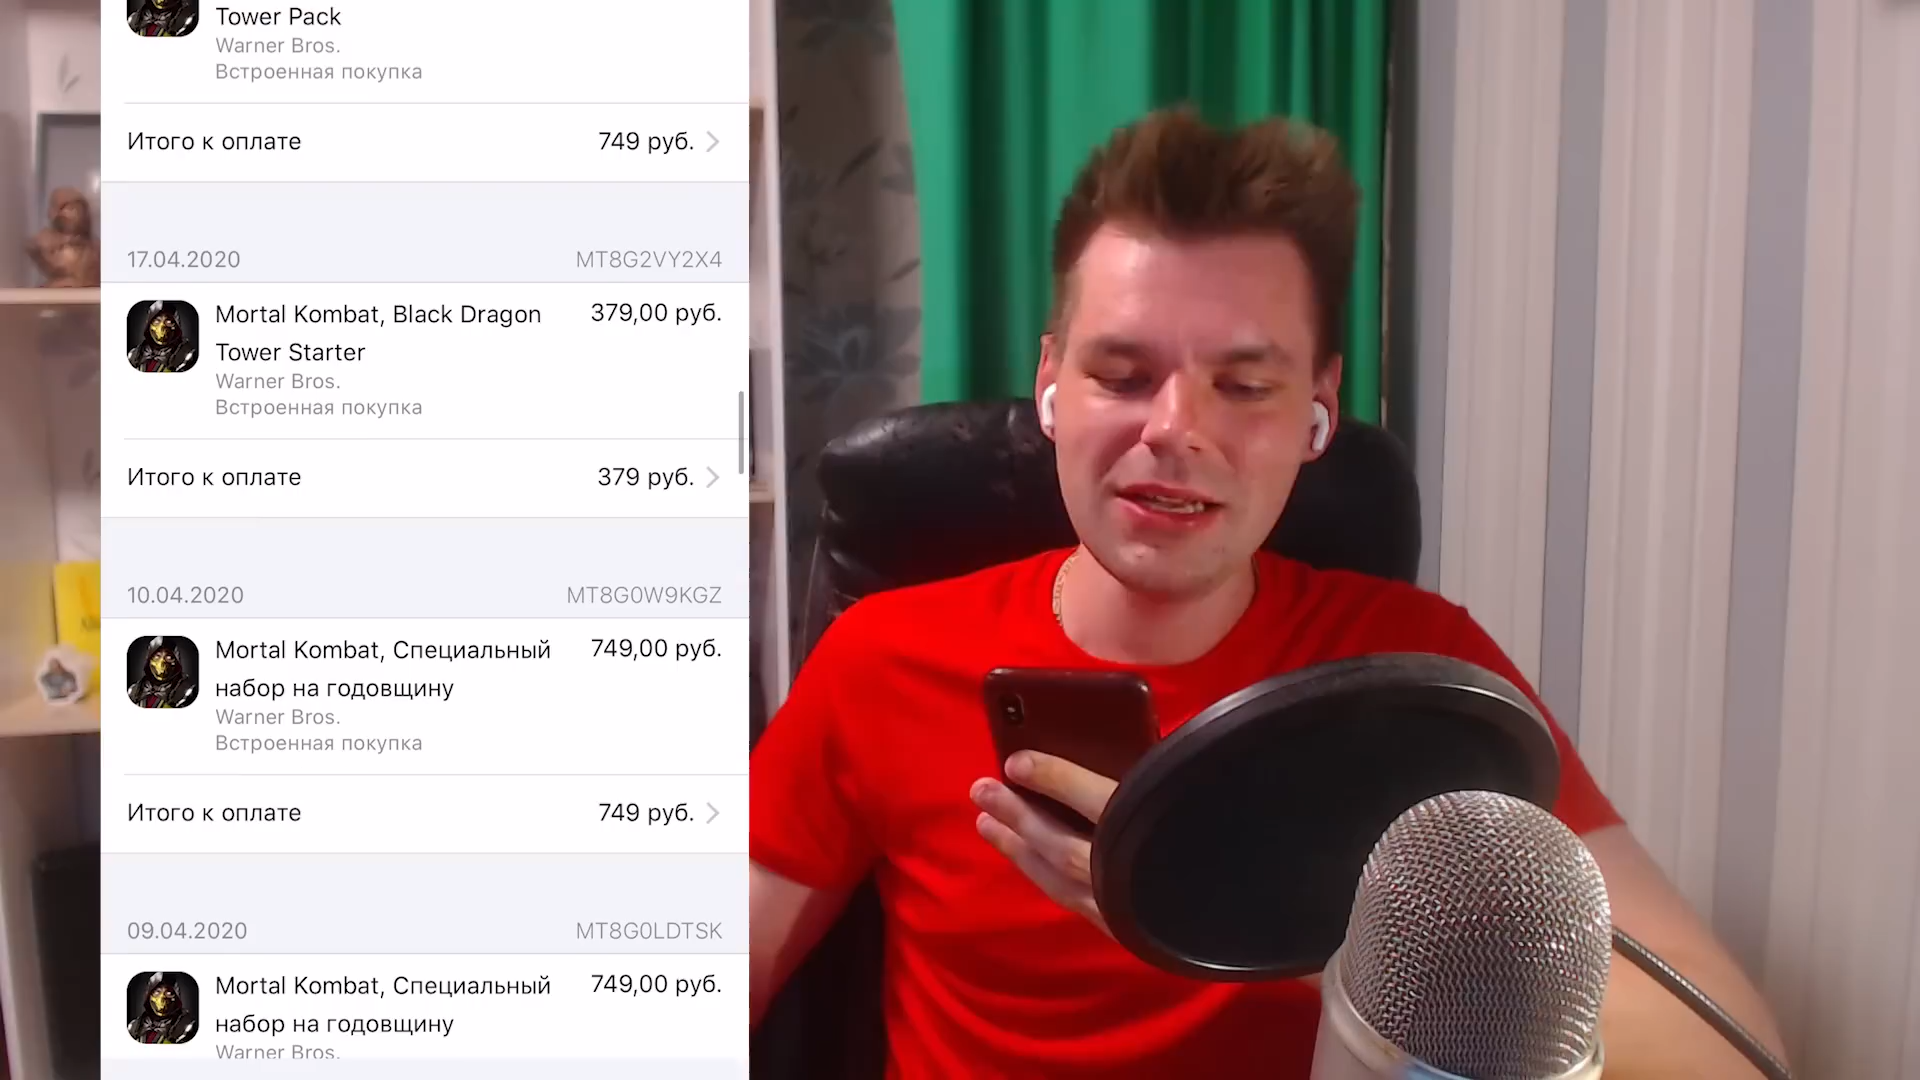 Tower Pack
Warner Bros.
Встроенная покупка
Итого к оплате 749 руб.
17.04.2020 MT8G2VY2X4
Mortal Kombat, Black Dragon 379,00 руб.
Tower Starter
Warner Bros.
Встроенная покупка
Итого к оплате 379 руб.
10.04.2020 MT8G0W9KGZ
Mortal Kombat, Специальный 749,00 руб.
набор на годовщину
Warner Bros.
Встроенная покупка
Итого к оплате 749 руб.
09.04.2020 MT8G0LDTSK
Mortal Kombat, Специальный 749,00 руб.
набор на годовщину
Warner Bros.